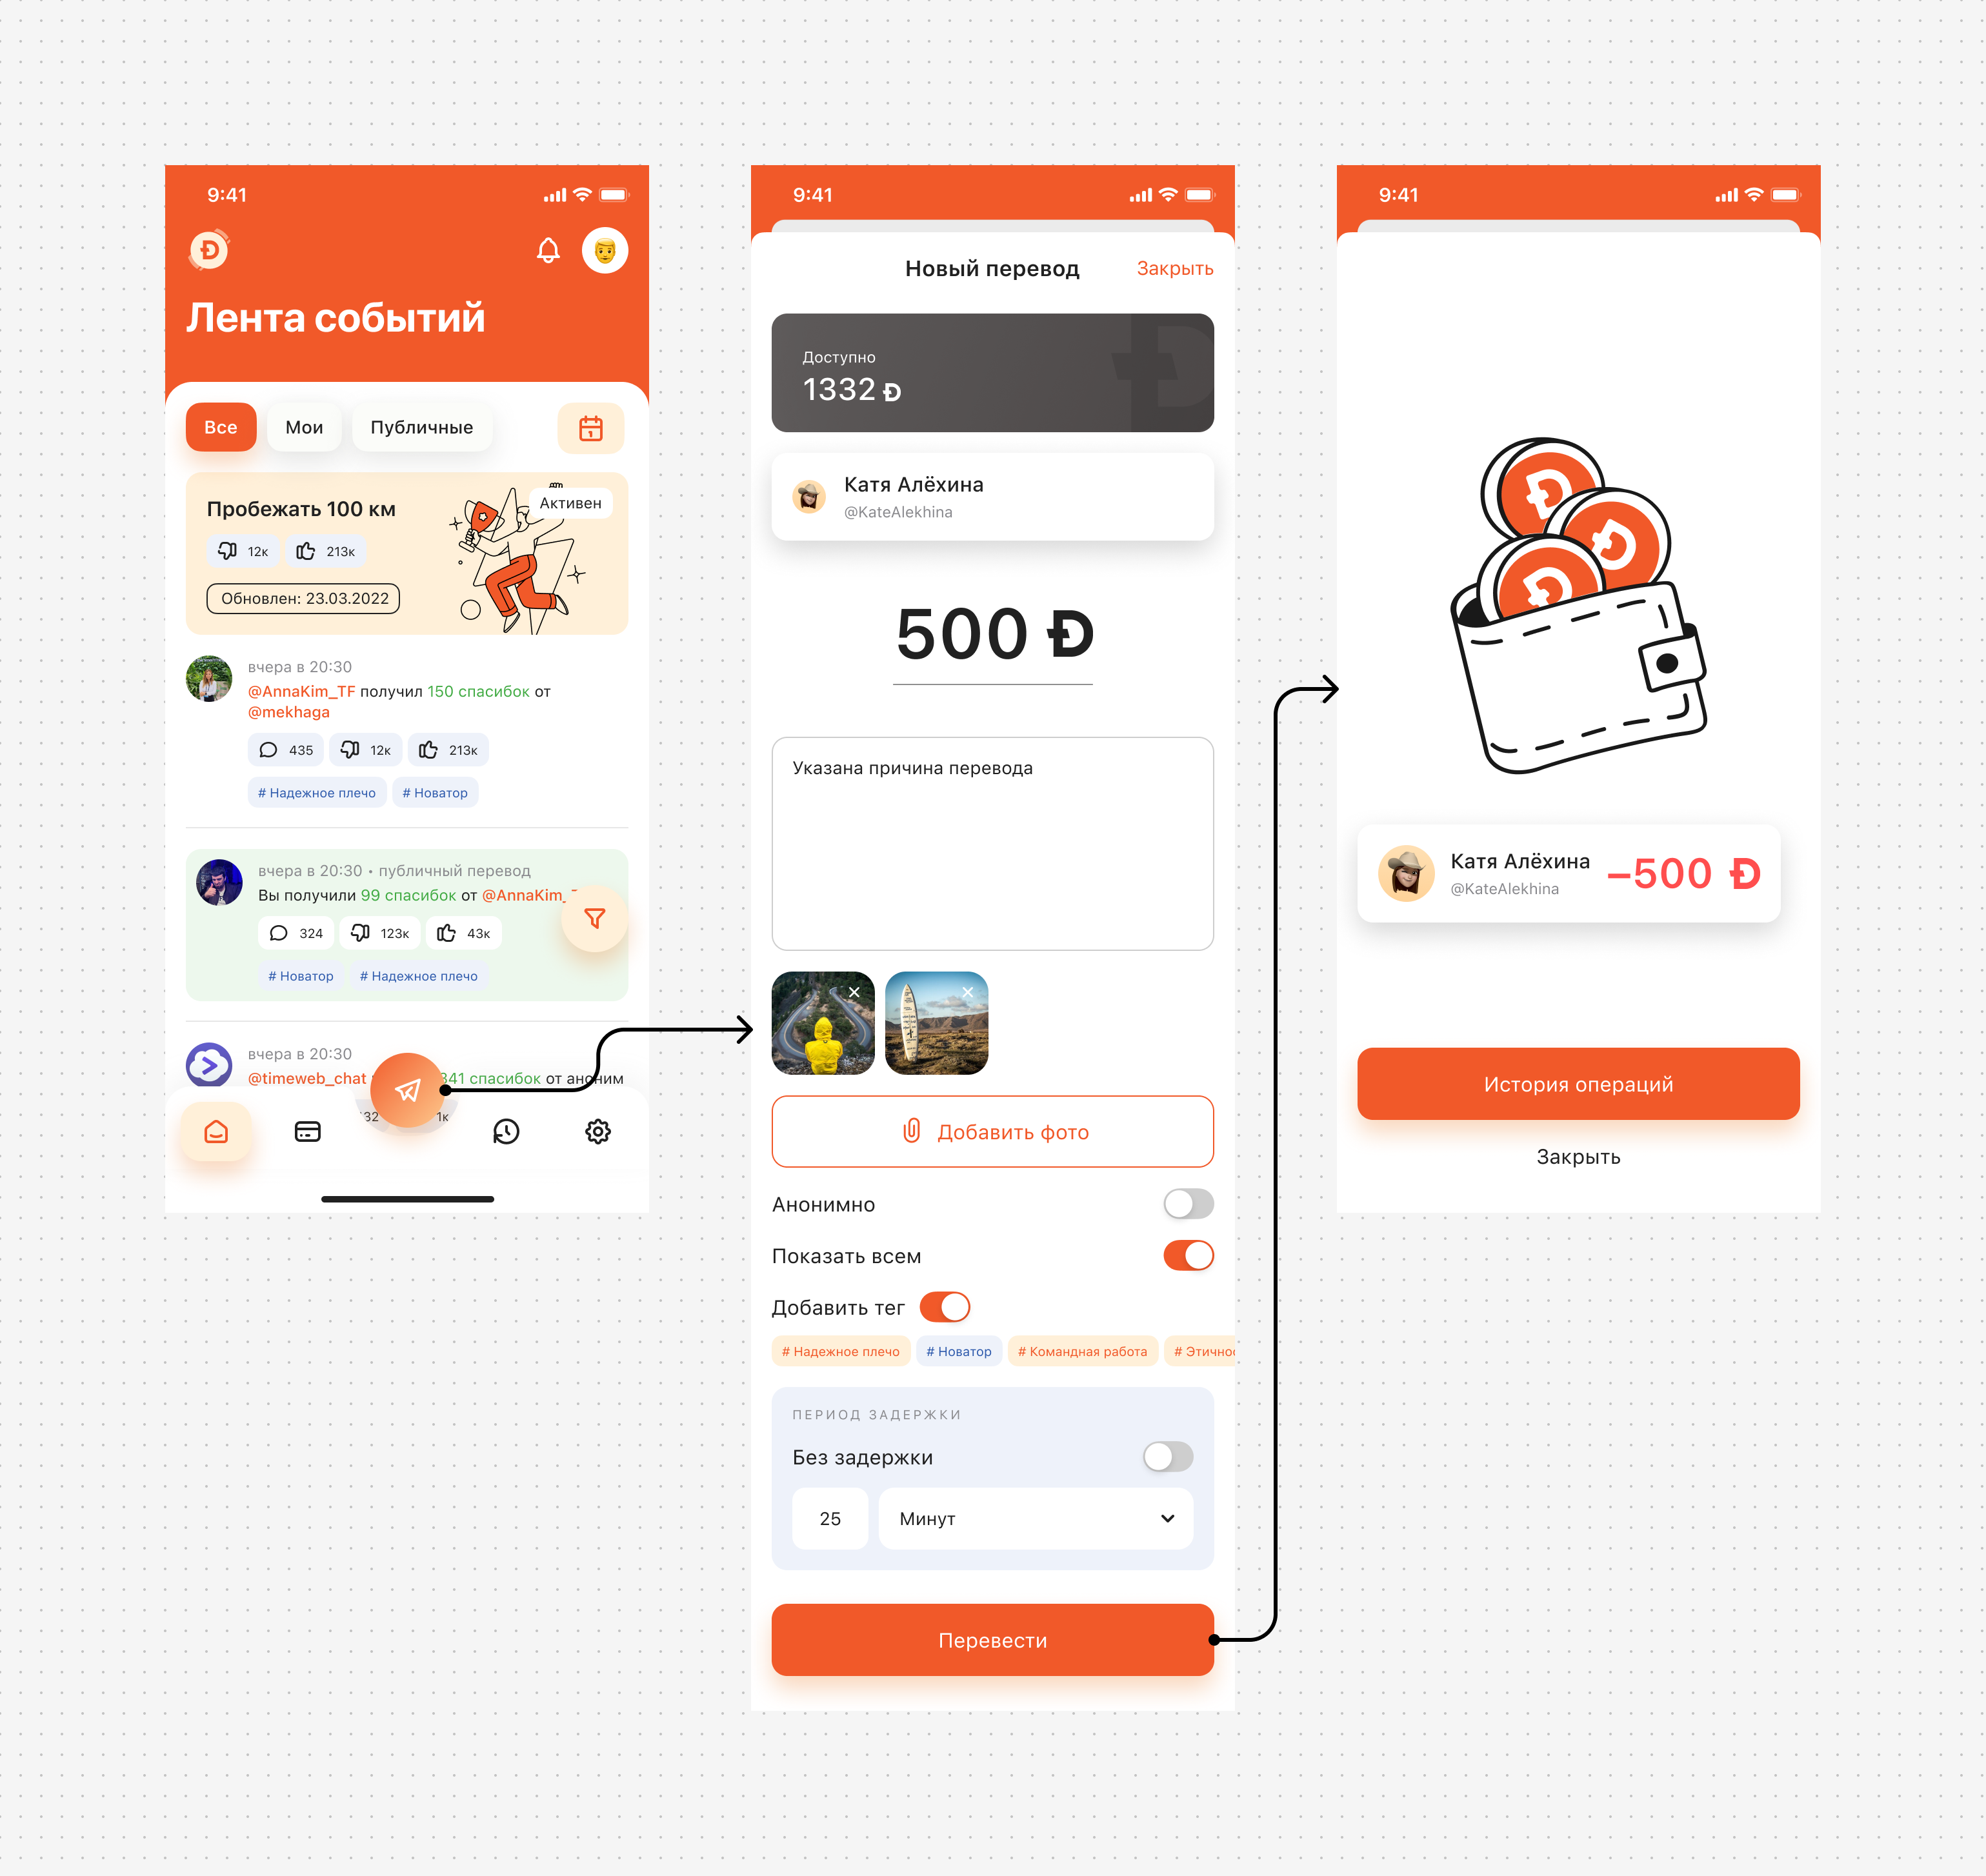 9:41
Лента событий
Все
Мои
Публичные
Пробежать 100 км
Активен
12к
213к
Обновлен: 23.03.2022
вчера в 20:30
@AnnaKim_TF получил 150 спасибок от
@mekhaga
435
12к
213к
# Надежное плечо
# Новатор
вчера в 20:30 • публичный перевод
Вы получили 99 спасибок от @AnnaKim_
324
123к
43к
# Новатор
# Надежное плечо
вчера в 20:30
@timeweb_chat 341 спасибок от аноним
32
1к
9:41
Новый перевод
Закрыть
Доступно
1332
Катя Алёхина
@KateAlekhina
500
Указана причина перевода
Добавить фото
Анонимно
Показать всем
Добавить тег
# Надежное плечо
# Новатор
# Командная работа
# Этичнос
ПЕРИОД ЗАДЕРЖКИ
Без задержки
25
Минут
Перевести
9:41
Катя Алёхина
@KateAlekhina
–500
История операций
Закрыть